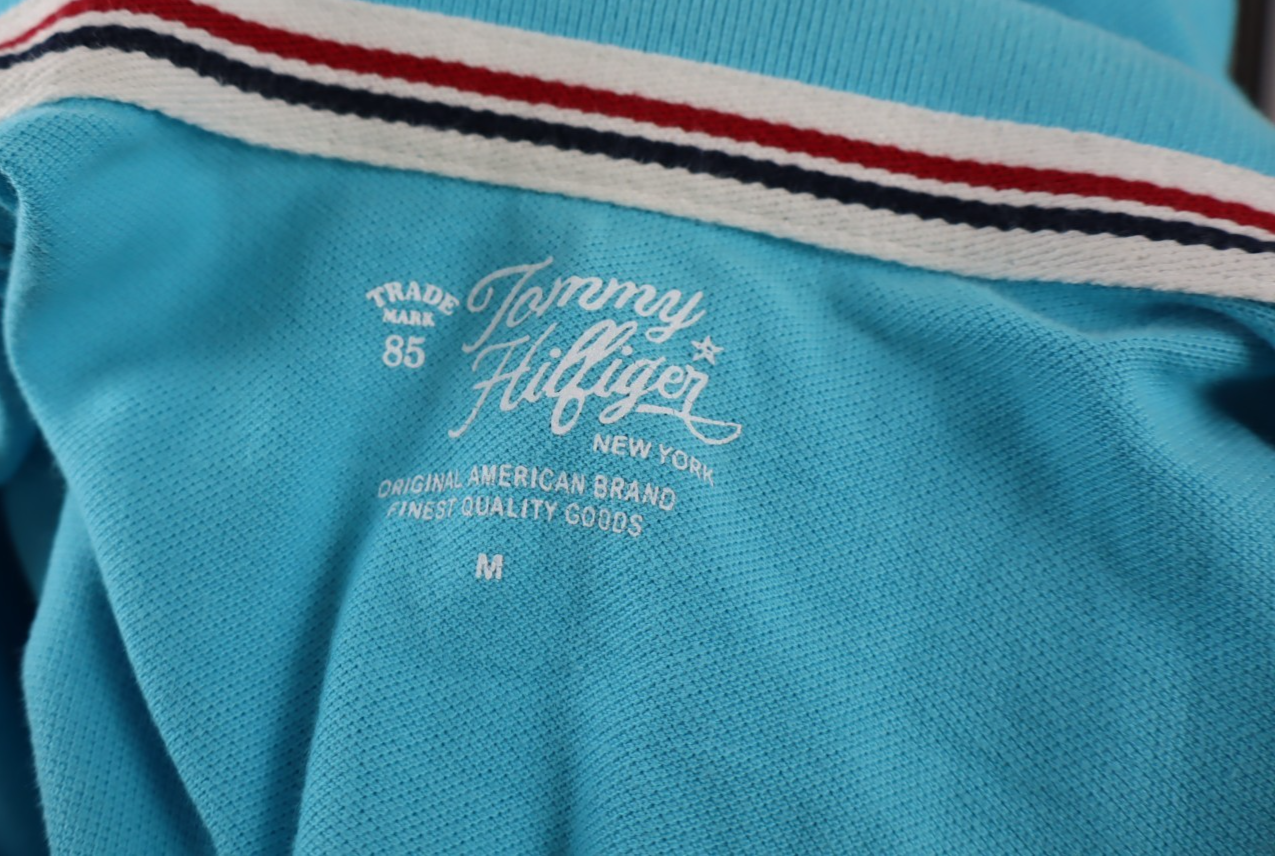 TRADE
MARK
85
Tommy
Hilfiger
NEW YORK
ORIGINAL AMERICAN BRAND
FINEST QUALITY GOODS
M